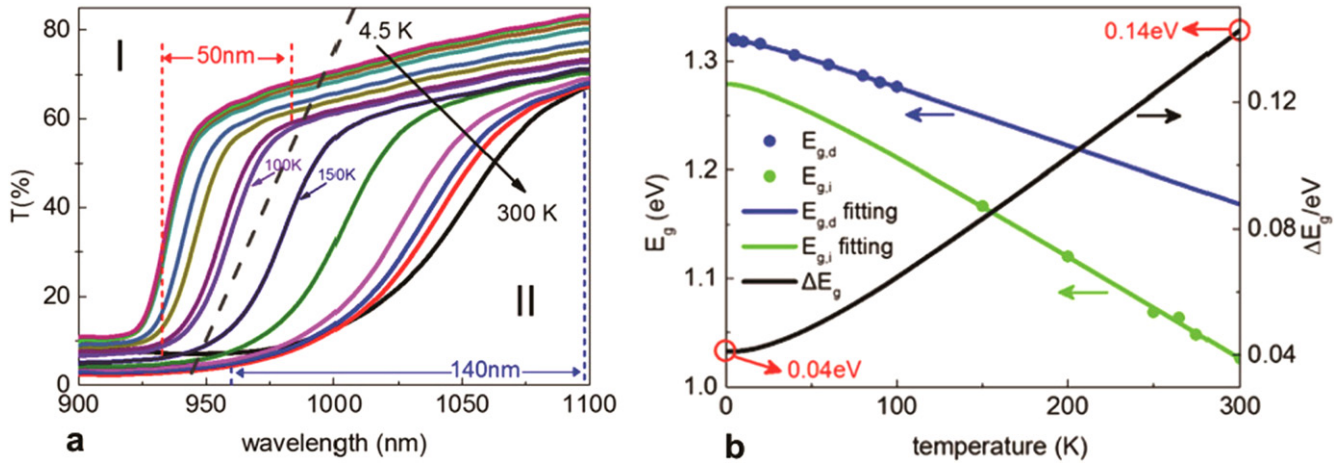 80
60
40
20
0
T(%)
I
50nm
4.5 K
100K
150K
300 K
II
140nm
900
950
1000
1050
1100
a
wavelength (nm)
1.3
1.2
1.1
1.0
E_g (eV)
0.14eV
E_g,d
E_g,i
E_g,d fitting
E_g,i fitting
ΔE_g
0.04eV
0.12
0.08
0.04
ΔE_g/eV
0
100
200
300
b
temperature (K)